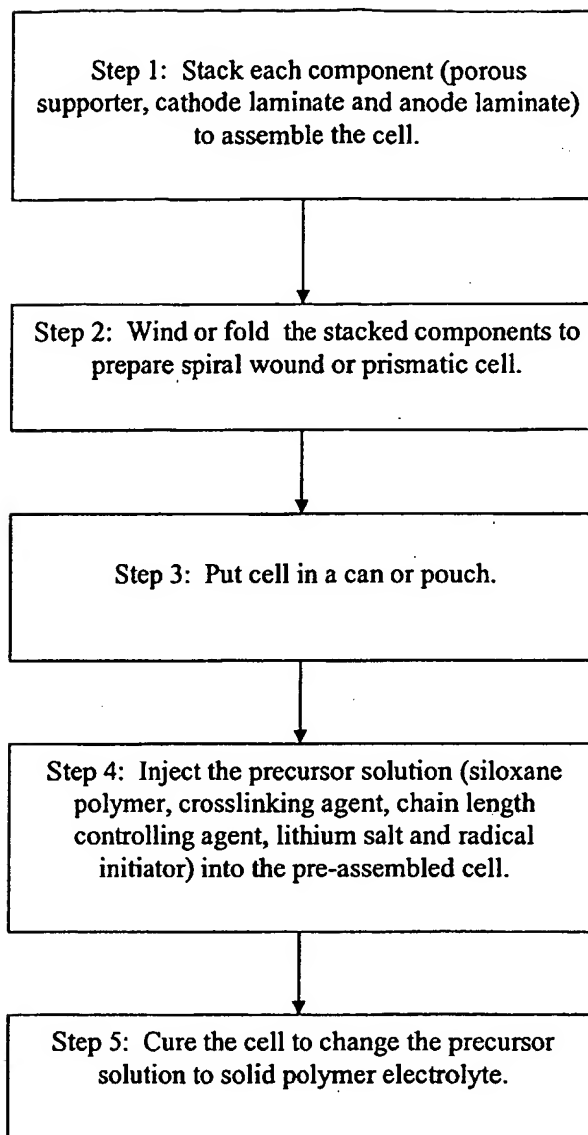 Step 1: Stack each component (porous
supporter, cathode laminate and anode laminate)
to assemble the cell.
Step 2: Wind or fold the stacked components to
prepare spiral wound or prismatic cell.
Step 3: Put cell in a can or pouch.
Step 4: Inject the precursor solution (siloxane
polymer, crosslinking agent, chain length
controlling agent, lithium salt and radical
initiator) into the pre-assembled cell.
Step 5: Cure the cell to change the precursor
solution to solid polymer electrolyte.